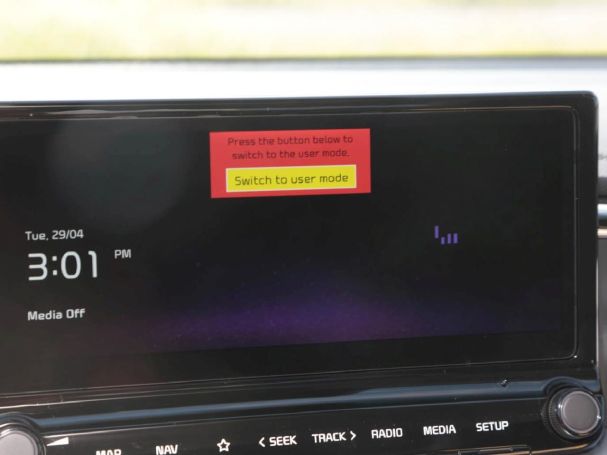 Press the button below to
switch to the user mode.
Switch to user mode
Tue, 29/04
3:01 PM
Media Off
MAP NAV < SEEK TRACK > RADIO MEDIA SETUP